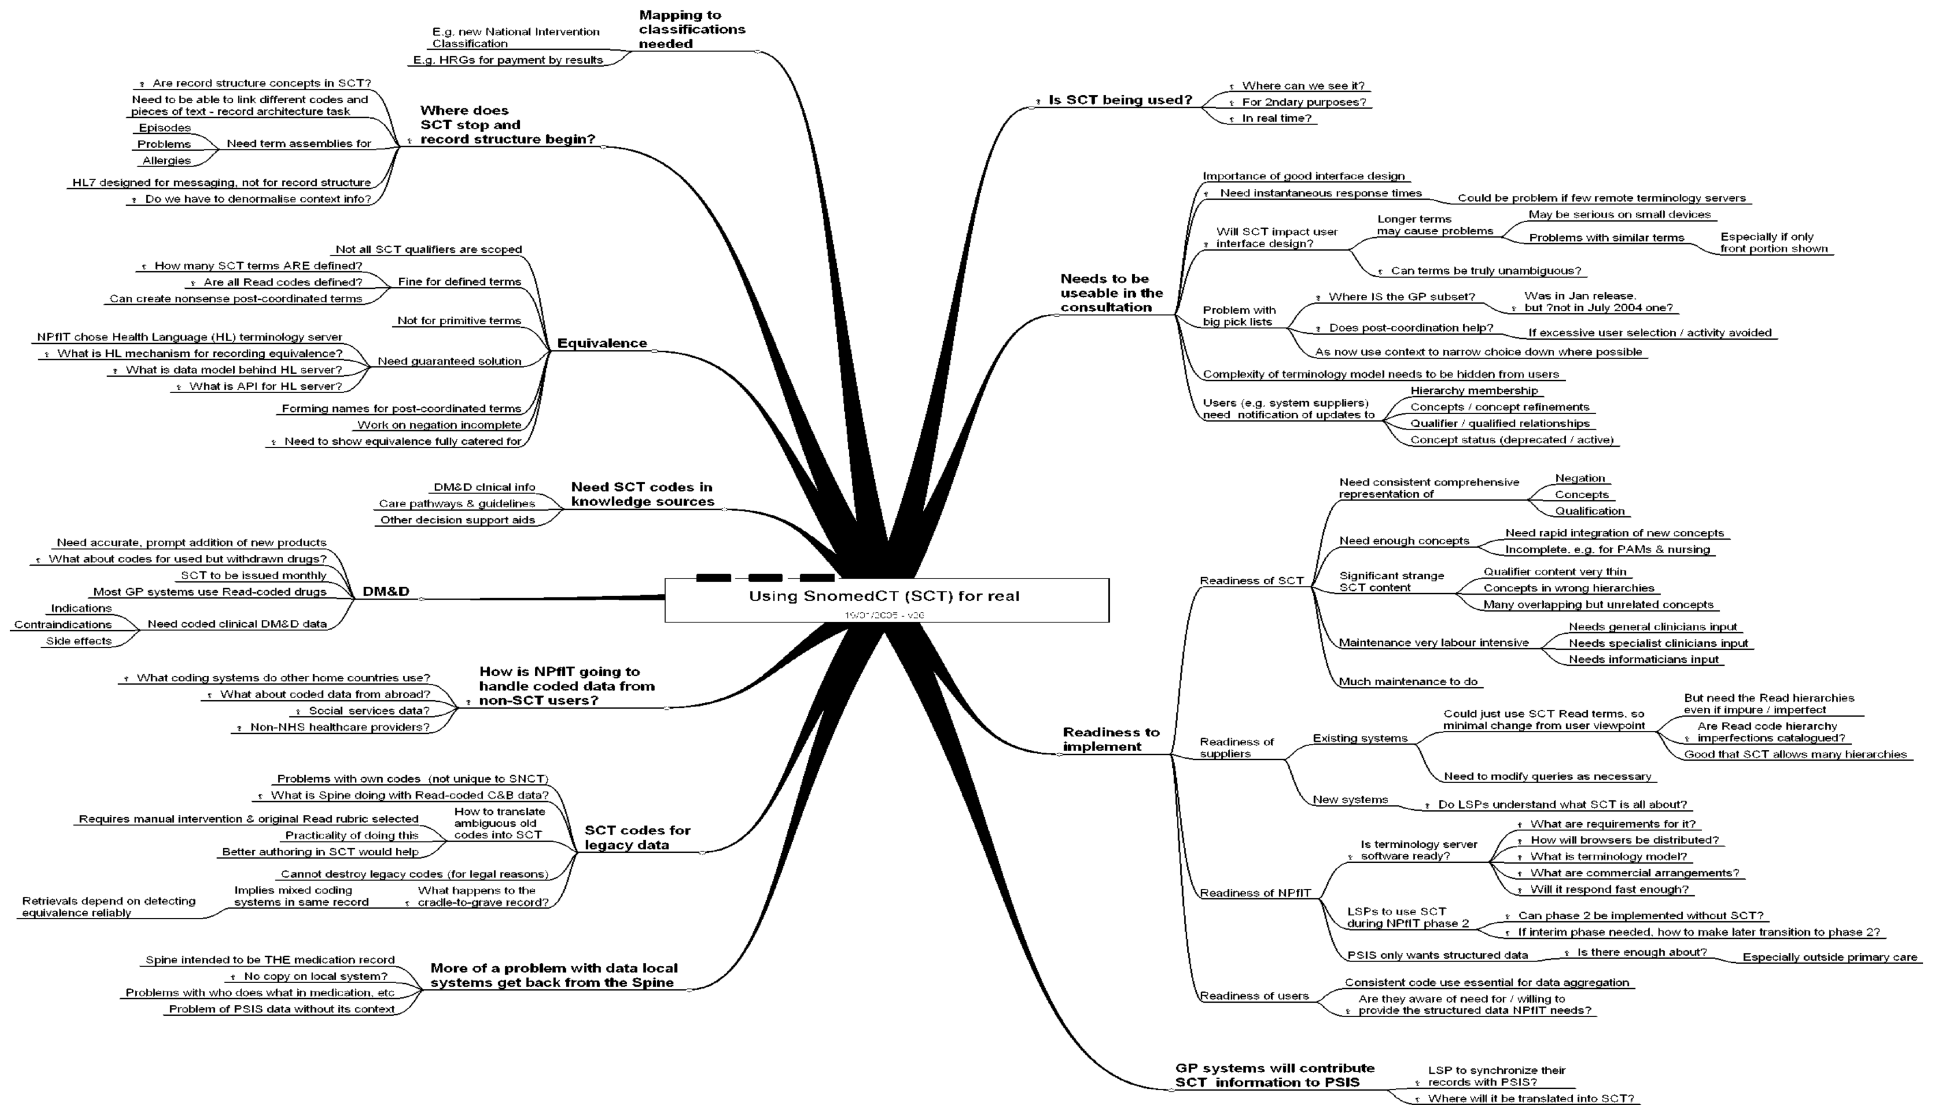 Using SnomedCT (SCT) for real
19/01/2005 - v26
Mapping to
classifications
needed
E.g. new National Intervention
Classification
E.g. HRGs for payment by results
Where does
SCT stop and
record structure begin?
Are record structure concepts in SCT?
Need to be able to link different codes and
pieces of text - record architecture task
Need term assemblies for
Episodes
Problems
Allergies
HL7 designed for messaging, not for record structure
Do we have to denormalise context info?
Equivalence
Not all SCT qualifiers are scoped
Fine for defined terms
How many SCT terms ARE defined?
Are all Read codes defined?
Can create nonsense post-coordinated terms
Not for primitive terms
Need guaranteed solution
NPfIT chose Health Language (HL) terminology server
What is HL mechanism for recording equivalence?
What is data model behind HL server?
What is API for HL server?
Forming names for post-coordinated terms
Work on negation incomplete
Need to show equivalence fully catered for
Need SCT codes in
knowledge sources
DM&D clnical info
Care pathways & guidelines
Other decision support aids
DM&D
Need accurate, prompt addition of new products
What about codes for used but withdrawn drugs?
SCT to be issued monthly
Most GP systems use Read-coded drugs
Need coded clinical DM&D data
Indications
Contraindications
Side effects
How is NPfIT going to
handle coded data from
non-SCT users?
What coding systems do other home countries use?
What about coded data from abroad?
Social services data?
Non-NHS healthcare providers?
SCT codes for
legacy data
Problems with own codes (not unique to SNCT)
What is Spine doing with Read-coded C&B data?
How to translate
ambiguous old
codes into SCT
Requires manual intervention & original Read rubric selected
Practicality of doing this
Better authoring in SCT would help
Cannot destroy legacy codes (for legal reasons)
What happens to the
cradle-to-grave record?
Implies mixed coding
systems in same record
Retrievals depend on detecting
equivalence reliably
More of a problem with data local
systems get back from the Spine
Spine intended to be THE medication record
No copy on local system?
Problems with who does what in medication, etc
Problem of PSIS data without its context
Is SCT being used?
Where can we see it?
For 2ndary purposes?
In real time?
Needs to be
useable in the
consultation
Importance of good interface design
Need instantaneous response times
Could be problem if few remote terminology servers
Will SCT impact user
interface design?
Longer terms
may cause problems
May be serious on small devices
Problems with similar terms
Especially if only
front portion shown
Can terms be truly unambiguous?
Problem with
big pick lists
Where IS the GP subset?
Was in Jan release,
but ?not in July 2004 one?
Does post-coordination help?
If excessive user selection / activity avoided
As now use context to narrow choice down where possible
Complexity of terminology model needs to be hidden from users
Users (e.g. system suppliers)
need notification of updates to
Hierarchy membership
Concepts / concept refinements
Qualifier / qualified relationships
Concept status (deprecated / active)
Readiness to
implement
Readiness of SCT
Need consistent comprehensive
representation of
Negation
Concepts
Qualification
Need enough concepts
Need rapid integration of new concepts
Incomplete, e.g. for PAMs & nursing
Significant strange
SCT content
Qualifier content very thin
Concepts in wrong hierarchies
Many overlapping but unrelated concepts
Maintenance very labour intensive
Needs general clinicians input
Needs specialist clinicians input
Needs informaticians input
Much maintenance to do
Readiness of
suppliers
Existing systems
Could just use SCT Read terms, so
minimal change from user viewpoint
But need the Read hierarchies
even if impure / imperfect
Are Read code hierarchy
imperfections catalogued?
Good that SCT allows many hierarchies
Need to modify queries as necessary
New systems
Do LSPs understand what SCT is all about?
Readiness of NPfIT
Is terminology server
software ready?
What are requirements for it?
How will browsers be distributed?
What is terminology model?
What are commercial arrangements?
Will it respond fast enough?
LSPs to use SCT
during NPfIT phase 2
Can phase 2 be implemented without SCT?
If interim phase needed, how to make later transition to phase 2?
PSIS only wants structured data
Is there enough about?
Especially outside primary care
Readiness of users
Consistent code use essential for data aggregation
Are they aware of need for / willing to
provide the structured data NPfIT needs?
GP systems will contribute
SCT information to PSIS
LSP to synchronize their
records with PSIS?
Where will it be translated into SCT?